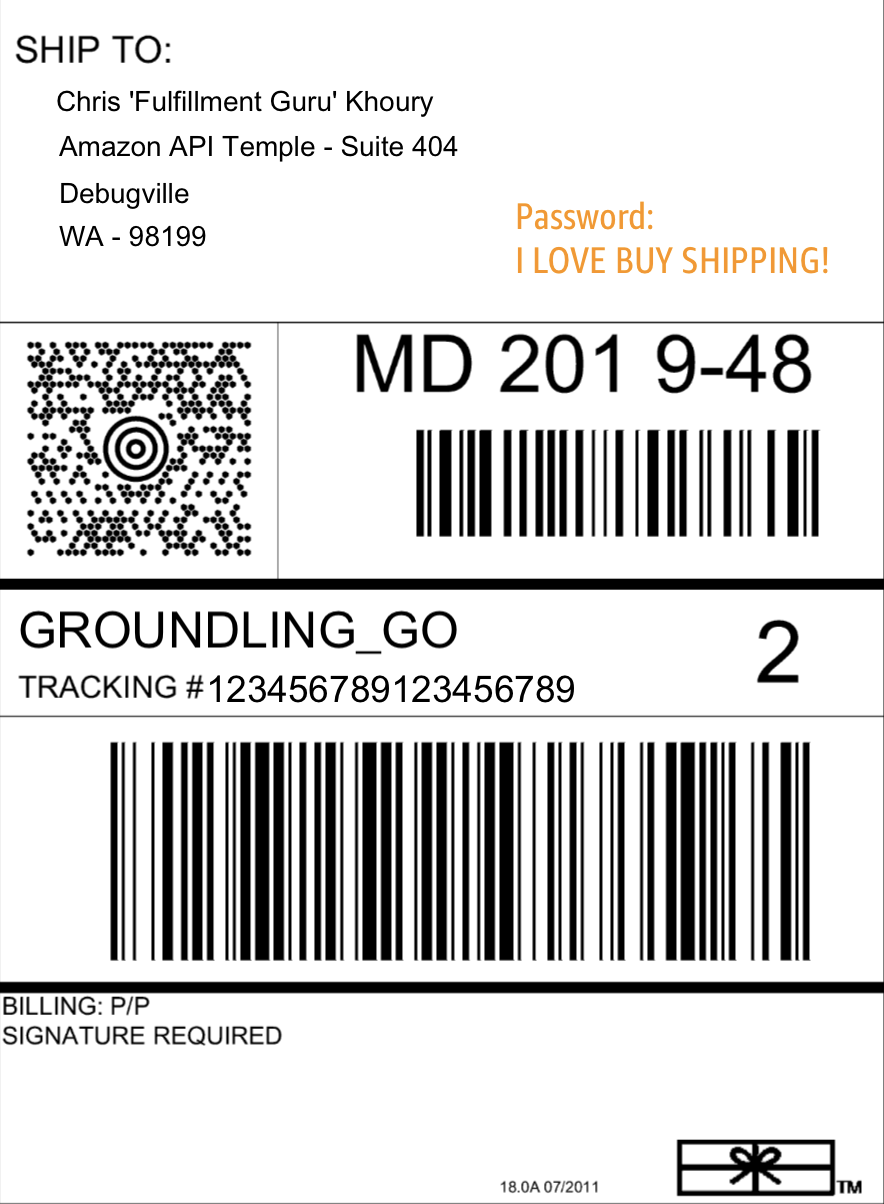 SHIP TO:
Chris 'Fulfillment Guru' Khoury
Amazon API Temple - Suite 404
Debugville
WA - 98199
Password:
I LOVE BUY SHIPPING!
MD 201 9-48
GROUNDLING_GO
2
TRACKING #123456789123456789
BILLING: P/P
SIGNATURE REQUIRED
18.0A 07/2011
TM